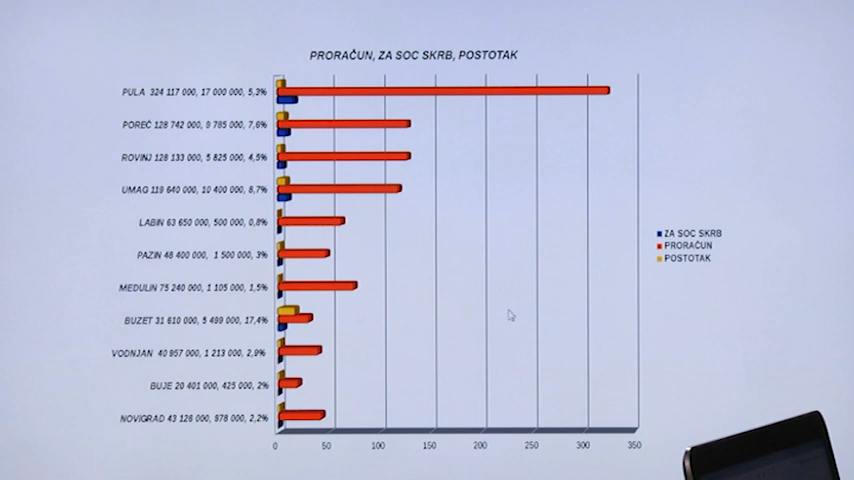 PRORAČUN, ZA SOC SKRB, POSTOTAK
PULA 324 117 000, 17 000 000, 5,3%
POREČ 128 742 000, 9 785 000, 7,6%
ROVINJ 128 133 000, 5 825 000, 4,5%
UMAG 119 640 000, 10 400 000, 8,7%
LABIN 63 650 000, 500 000, 0,8%
PAZIN 48 400 000, 1 500 000, 3%
MEDULIN 75 240 000, 1 105 000, 1,5%
BUZET 31 610 000, 5 499 000, 17,4%
VODNJAN 40 957 000, 1 213 000, 2,9%
BUJE 20 401 000, 425 000, 2%
NOVIGRAD 43 126 000, 978 000, 2,2%
0 50 100 150 200 250 300 350
ZA SOC SKRB
PRORAČUN
POSTOTAK